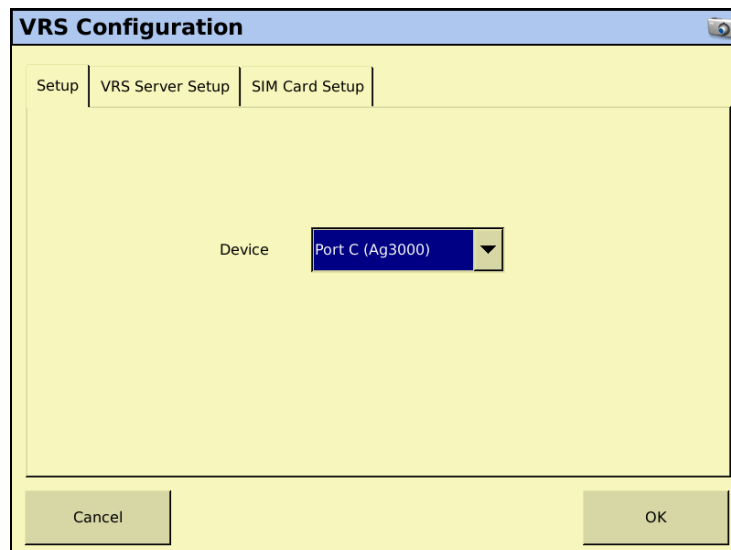 VRS Configuration
Setup VRS Server Setup SIM Card Setup
Device Port C (Ag3000)
Cancel OK